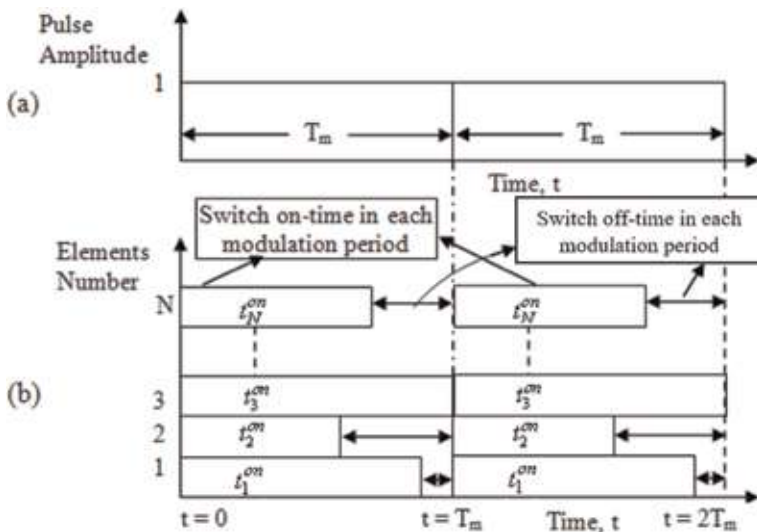 Pulse
Amplitude
1
(a)
T_m
T_m
Time, t
Switch on-time in each
modulation period
Switch off-time in each
modulation period
Elements
Number
N
t_N^on
t_N^on
(b)
3
t_3^on
t_3^on
2
t_2^on
t_2^on
1
t_1^on
t_1^on
t = 0
t = T_m
Time, t
t = 2T_m